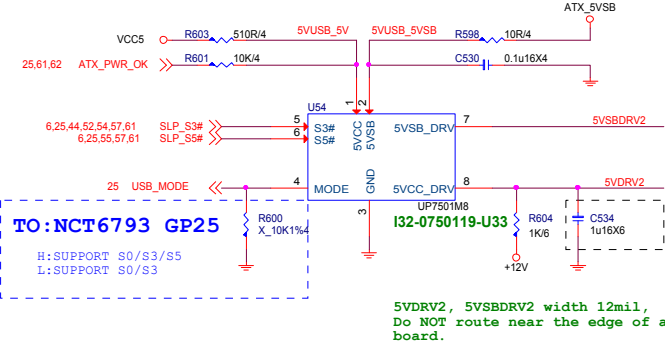 ATX_5VSB
VCC5 R603 510R/4 5VUSB_5V 5VUSB_5VSB R598 10R/4
25,61,62 ATX_PWR_OK R601 10K/4 C530 0.1u16X4
1 2
U54
6,25,44,52,54,57,61 SLP_S3# 5 S3# 5VCC 5VSB 5VSB_DRV 7 5VSBDRV2
6,25,55,57,61 SLP_S5# 6 S5#
25 USB_MODE 4 MODE GND 5VCC_DRV 8 5VDRV2
3 UP7501M8
TO:NCT6793 GP25 R600 I32-0750119-U33 R604 C534
X_10K1%4 1K/6 1u16X6
H:SUPPORT S0/S3/S5
L:SUPPORT S0/S3
+12V
5VDRV2, 5VSBDRV2 width 12mil,
Do NOT route near the edge of a
board.